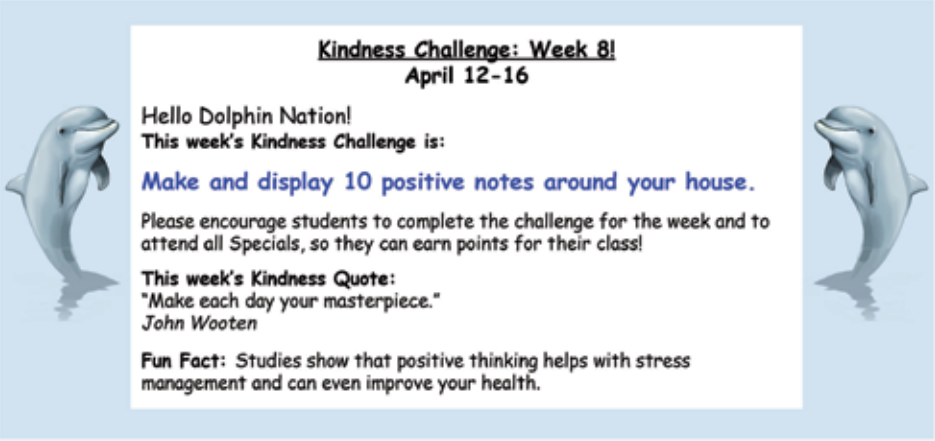 Kindness Challenge: Week 8!
April 12-16
Hello Dolphin Nation!
This week's Kindness Challenge is:
Make and display 10 positive notes around your house.
Please encourage students to complete the challenge for the week and to
attend all Specials, so they can earn points for their class!
This week's Kindness Quote:
"Make each day your masterpiece."
John Wooten
Fun Fact: Studies show that positive thinking helps with stress
management and can even improve your health.